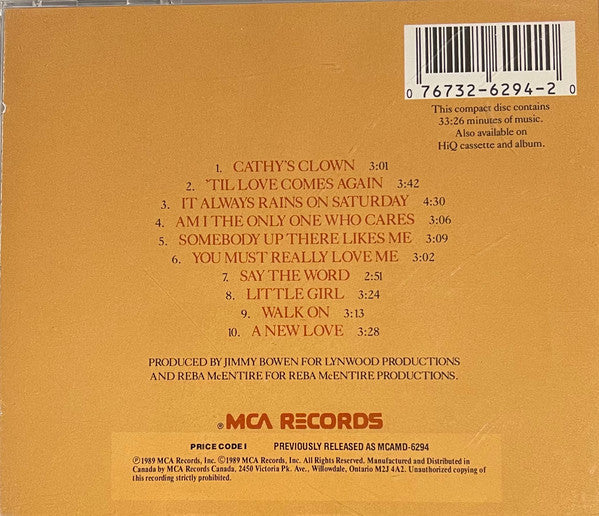 0 76732-6294-2 0
This compact disc contains
33:26 minutes of music.
Also available on
HiQ cassette and album.
1. CATHY'S CLOWN 3:01
2. 'TIL LOVE COMES AGAIN 3:42
3. IT ALWAYS RAINS ON SATURDAY 4:30
4. AM I THE ONLY ONE WHO CARES 3:06
5. SOMEBODY UP THERE LIKES ME 3:09
6. YOU MUST REALLY LOVE ME 3:02
7. SAY THE WORD 2:51
8. LITTLE GIRL 3:24
9. WALK ON 3:13
10. A NEW LOVE 3:28
PRODUCED BY JIMMY BOWEN FOR LYNWOOD PRODUCTIONS
AND REBA McENTIRE FOR REBA McENTIRE PRODUCTIONS.
® MCA RECORDS
PRICE CODE I PREVIOUSLY RELEASED AS MCAMD-6294
℗1989 MCA Records, Inc. ©1989 MCA Records, Inc. All Rights Reserved. Manufactured and Distributed in
Canada by MCA Records Canada, 2450 Victoria Pk. Ave., Willowdale, Ontario M2J 4A2. Unauthorized copying of
this recording strictly prohibited.